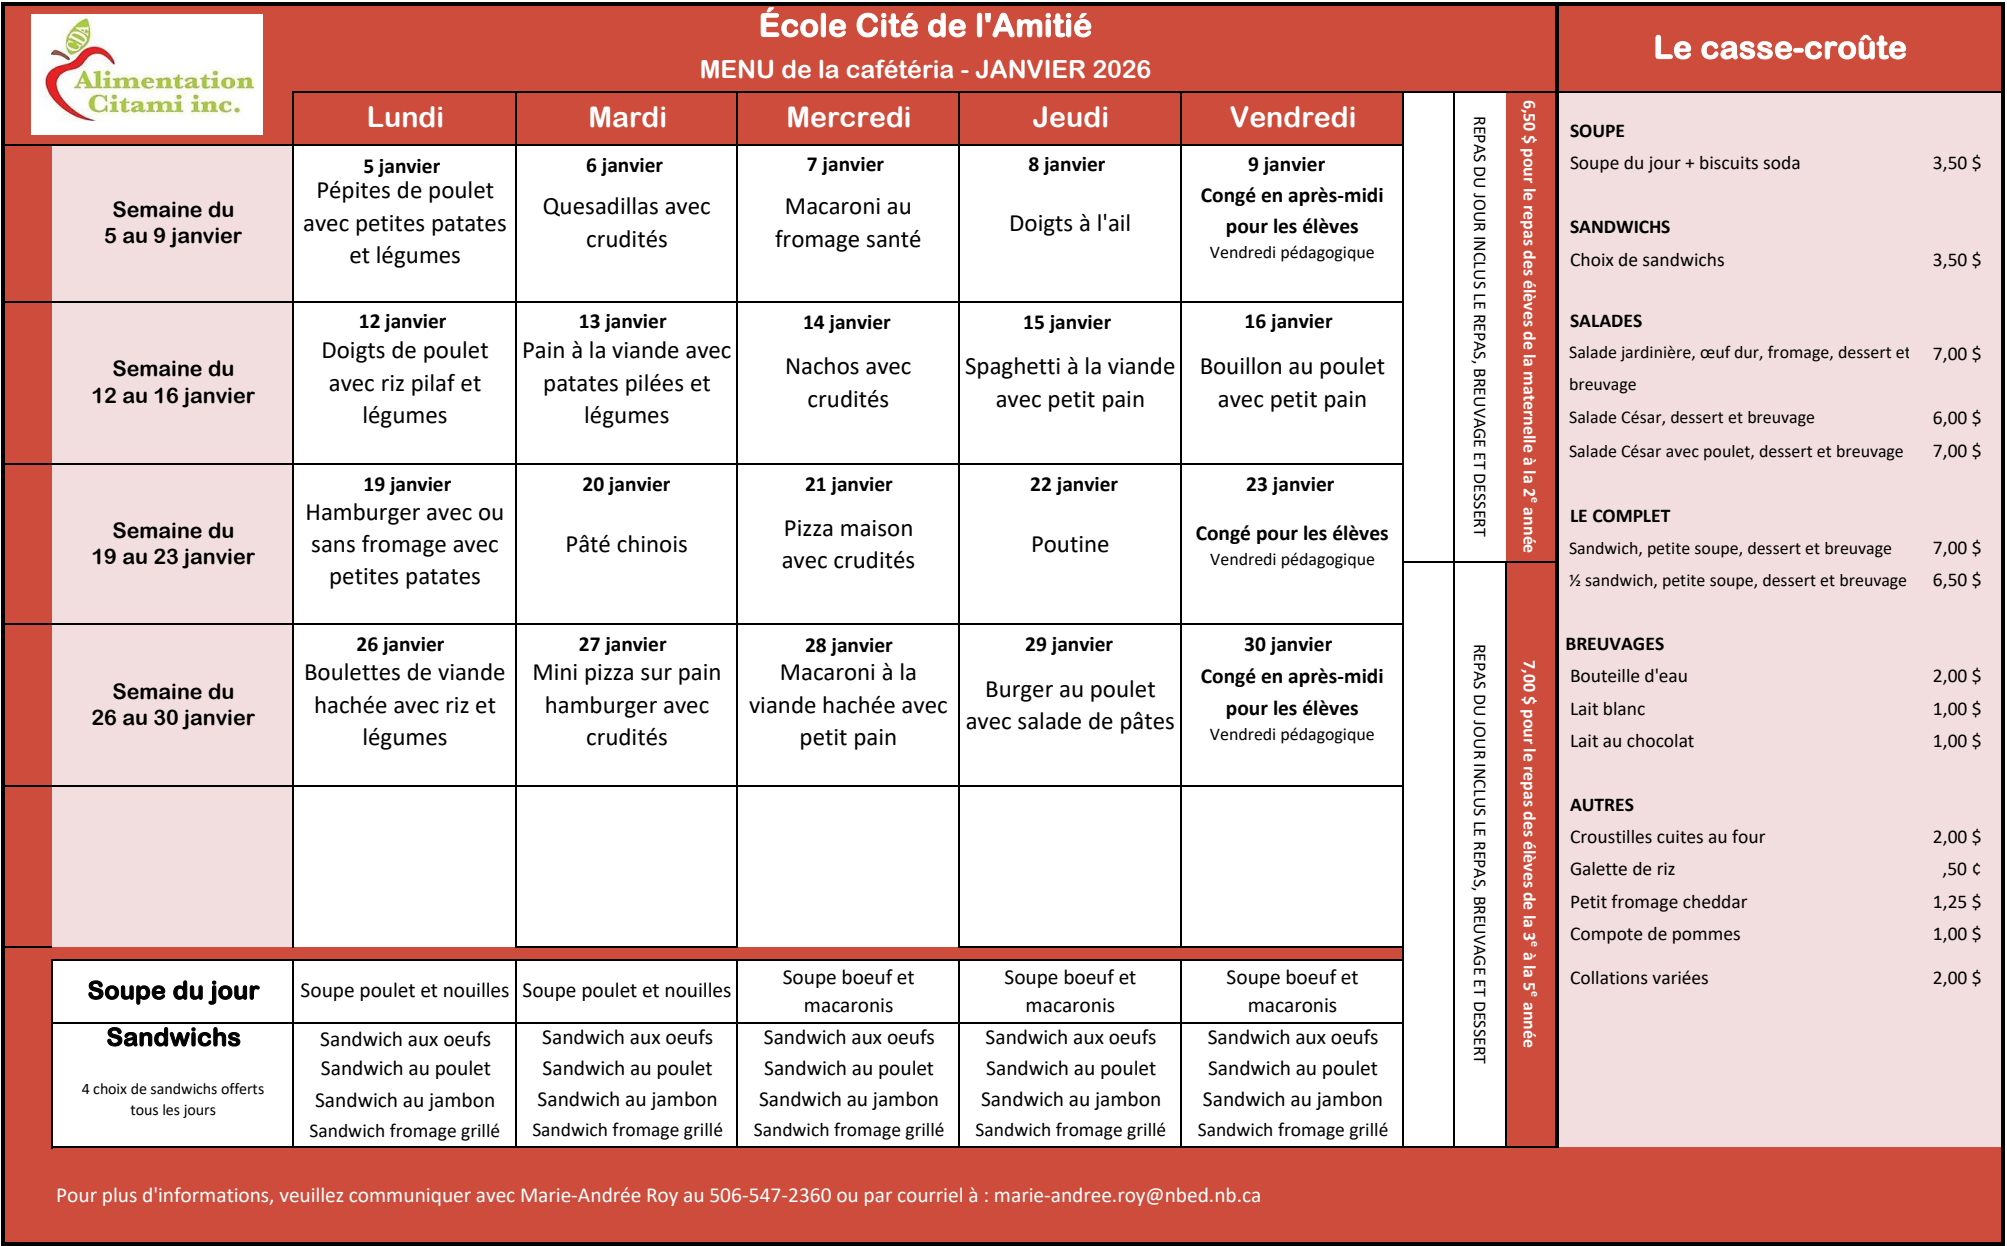 CDA
Alimentation
Citami inc.
École Cité de l'Amitié
MENU de la cafétéria - JANVIER 2026
Lundi
Mardi
Mercredi
Jeudi
Vendredi
Semaine du
5 au 9 janvier
5 janvier
Pépites de poulet
avec petites patates
et légumes
6 janvier
Quesadillas avec
crudités
7 janvier
Macaroni au
fromage santé
8 janvier
Doigts à l'ail
9 janvier
Congé en après-midi
pour les élèves
Vendredi pédagogique
Semaine du
12 au 16 janvier
12 janvier
Doigts de poulet
avec riz pilaf et
légumes
13 janvier
Pain à la viande avec
patates pilées et
légumes
14 janvier
Nachos avec
crudités
15 janvier
Spaghetti à la viande
avec petit pain
16 janvier
Bouillon au poulet
avec petit pain
Semaine du
19 au 23 janvier
19 janvier
Hamburger avec ou
sans fromage avec
petites patates
20 janvier
Pâté chinois
21 janvier
Pizza maison
avec crudités
22 janvier
Poutine
23 janvier
Congé pour les élèves
Vendredi pédagogique
Semaine du
26 au 30 janvier
26 janvier
Boulettes de viande
hachée avec riz et
légumes
27 janvier
Mini pizza sur pain
hamburger avec
crudités
28 janvier
Macaroni à la
viande hachée avec
petit pain
29 janvier
Burger au poulet
avec salade de pâtes
30 janvier
Congé en après-midi
pour les élèves
Vendredi pédagogique
Soupe du jour
Soupe poulet et nouilles
Soupe poulet et nouilles
Soupe boeuf et
macaronis
Soupe boeuf et
macaronis
Soupe boeuf et
macaronis
Sandwichs
4 choix de sandwichs offerts
tous les jours
Sandwich aux oeufs
Sandwich au poulet
Sandwich au jambon
Sandwich fromage grillé
Sandwich aux oeufs
Sandwich au poulet
Sandwich au jambon
Sandwich fromage grillé
Sandwich aux oeufs
Sandwich au poulet
Sandwich au jambon
Sandwich fromage grillé
Sandwich aux oeufs
Sandwich au poulet
Sandwich au jambon
Sandwich fromage grillé
Sandwich aux oeufs
Sandwich au poulet
Sandwich au jambon
Sandwich fromage grillé
6,50 $ pour le repas des élèves de la maternelle à la 2e année
REPAS DU JOUR INCLUS LE REPAS, BREUVAGE ET DESSERT
7,00 $ pour le repas des élèves de la 3e à la 5e année
REPAS DU JOUR INCLUS LE REPAS, BREUVAGE ET DESSERT
Le casse-croûte
SOUPE
Soupe du jour + biscuits soda 3,50 $
SANDWICHS
Choix de sandwichs 3,50 $
SALADES
Salade jardinière, œuf dur, fromage, dessert et 7,00 $
breuvage
Salade César, dessert et breuvage 6,00 $
Salade César avec poulet, dessert et breuvage 7,00 $
LE COMPLET
Sandwich, petite soupe, dessert et breuvage 7,00 $
½ sandwich, petite soupe, dessert et breuvage 6,50 $
BREUVAGES
Bouteille d'eau 2,00 $
Lait blanc 1,00 $
Lait au chocolat 1,00 $
AUTRES
Croustilles cuites au four 2,00 $
Galette de riz ,50 ¢
Petit fromage cheddar 1,25 $
Compote de pommes 1,00 $
Collations variées 2,00 $
Pour plus d'informations, veuillez communiquer avec Marie-Andrée Roy au 506-547-2360 ou par courriel à : marie-andree.roy@nbed.nb.ca